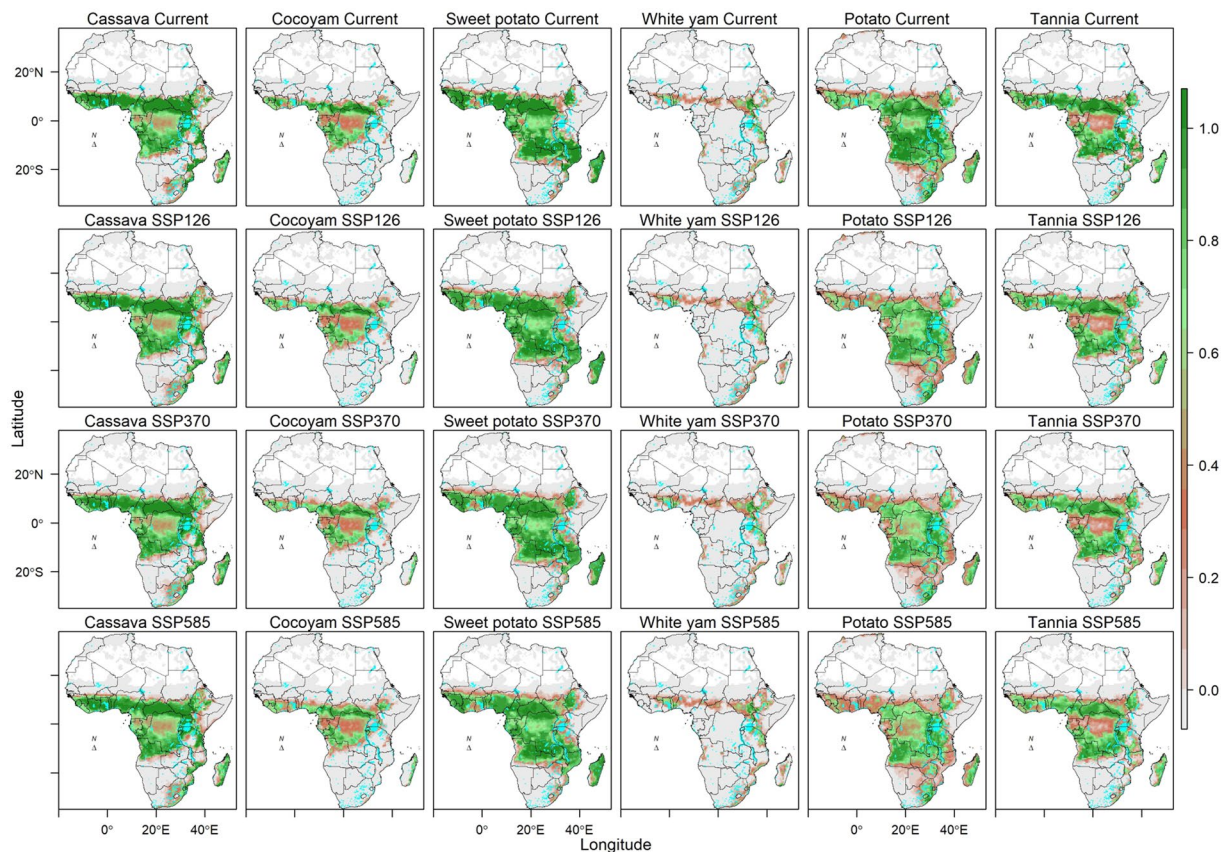 Cassava Current
Cocoyam Current
Sweet potato Current
White yam Current
Potato Current
Tannia Current
20°N
0°
20°S
N
Δ
N
Δ
N
Δ
N
Δ
N
Δ
N
Δ
Cassava SSP126
Cocoyam SSP126
Sweet potato SSP126
White yam SSP126
Potato SSP126
Tannia SSP126
N
Δ
N
Δ
N
Δ
N
Δ
N
Δ
N
Δ
Latitude
Cassava SSP370
Cocoyam SSP370
Sweet potato SSP370
White yam SSP370
Potato SSP370
Tannia SSP370
20°N
0°
20°S
N
Δ
N
Δ
N
Δ
N
Δ
N
Δ
N
Δ
Cassava SSP585
Cocoyam SSP585
Sweet potato SSP585
White yam SSP585
Potato SSP585
Tannia SSP585
N
Δ
N
Δ
N
Δ
N
Δ
N
Δ
N
Δ
0° 20°E 40°E
0° 20°E 40°E
0° 20°E 40°E
Longitude
1.0
0.8
0.6
0.4
0.2
0.0